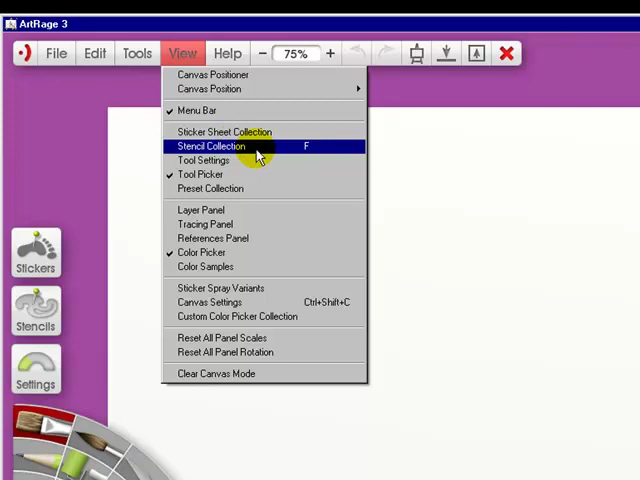 ArtRage 3
File Edit Tools View Help − 75% +
Canvas Positioner
Canvas Position
Menu Bar
Sticker Sheet Collection
Stencil Collection F
Tool Settings
Tool Picker
Preset Collection
Layer Panel
Tracing Panel
References Panel
Color Picker
Color Samples
Sticker Spray Variants
Canvas Settings Ctrl+Shift+C
Custom Color Picker Collection
Reset All Panel Scales
Reset All Panel Rotation
Clear Canvas Mode
Stickers
Stencils
Settings